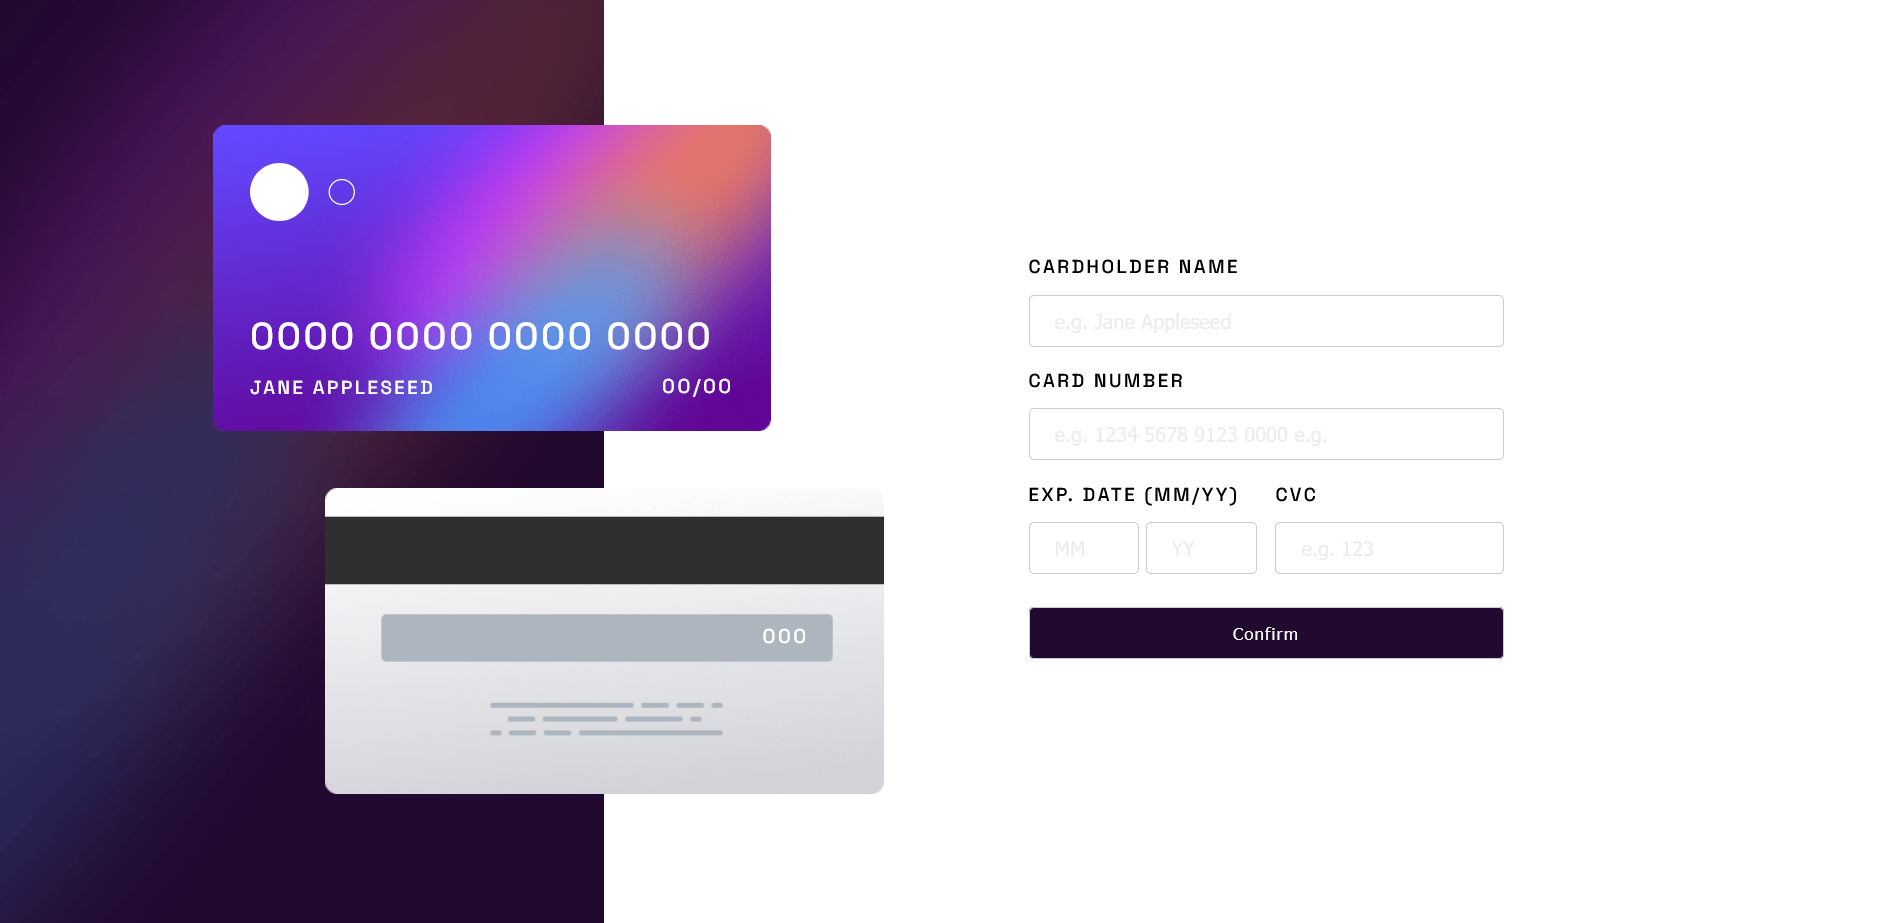 0000 0000 0000 0000
JANE APPLESEED 00/00
000
CARDHOLDER NAME
e.g. Jane Appleseed
CARD NUMBER
e.g. 1234 5678 9123 0000 e.g.
EXP. DATE (MM/YY) CVC
MM YY e.g. 123
Confirm